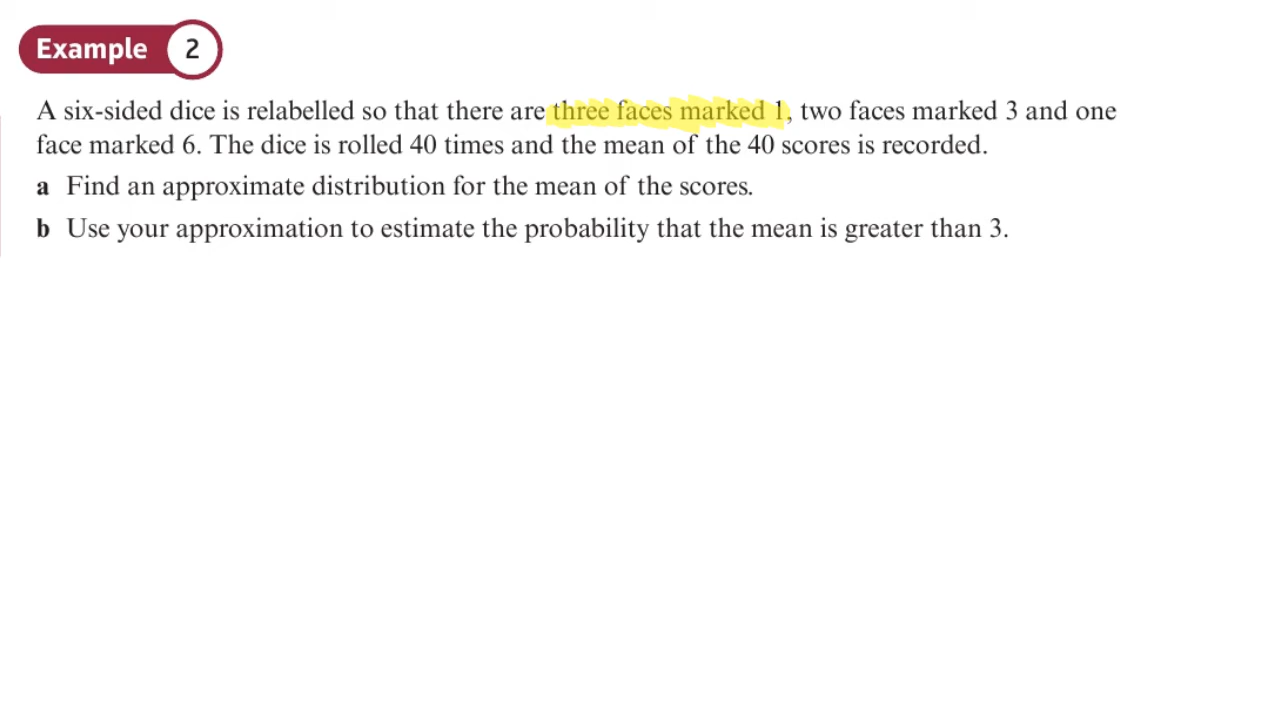 Example 2
A six-sided dice is relabelled so that there are three faces marked 1, two faces marked 3 and one
face marked 6. The dice is rolled 40 times and the mean of the 40 scores is recorded.
a Find an approximate distribution for the mean of the scores.
b Use your approximation to estimate the probability that the mean is greater than 3.